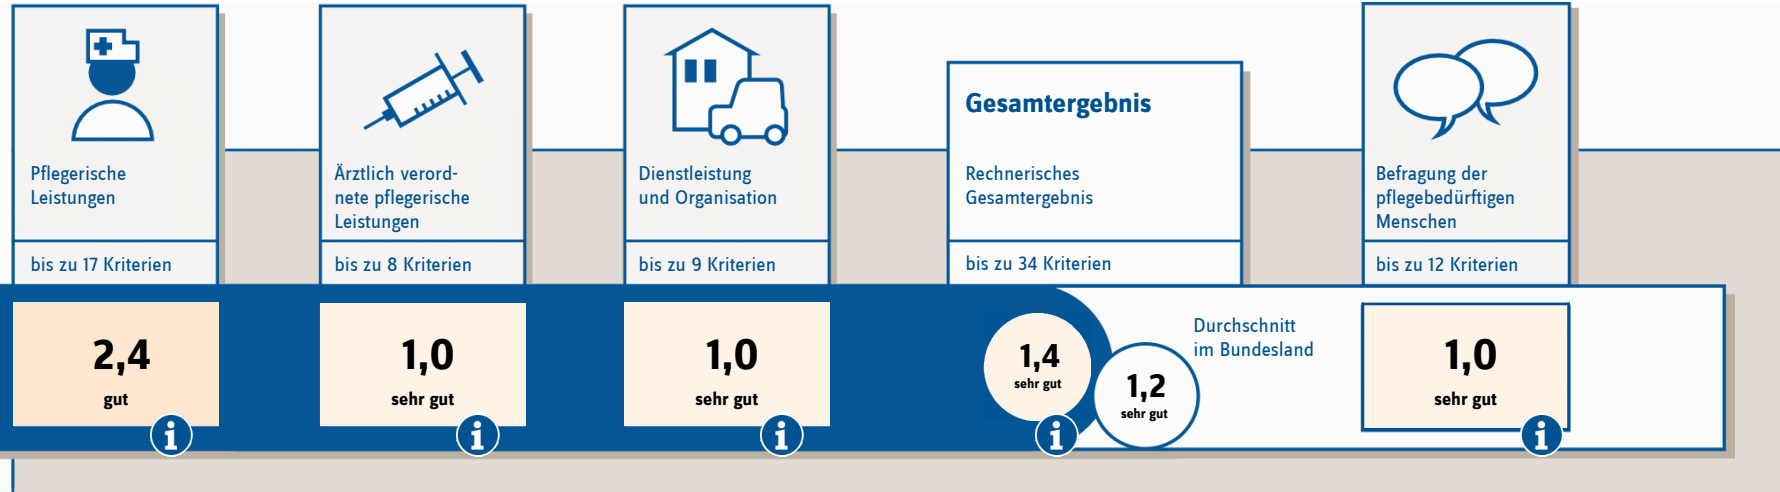 Pflegerische
Leistungen
bis zu 17 Kriterien
2,4
gut
i
Ärztlich verord-
nete pflegerische
Leistungen
bis zu 8 Kriterien
1,0
sehr gut
i
Dienstleistung
und Organisation
bis zu 9 Kriterien
1,0
sehr gut
i
Gesamtergebnis
Rechnerisches
Gesamtergebnis
bis zu 34 Kriterien
1,4
sehr gut
i
Durchschnitt
im Bundesland
1,2
sehr gut
Befragung der
pflegebedürftigen
Menschen
bis zu 12 Kriterien
1,0
sehr gut
i